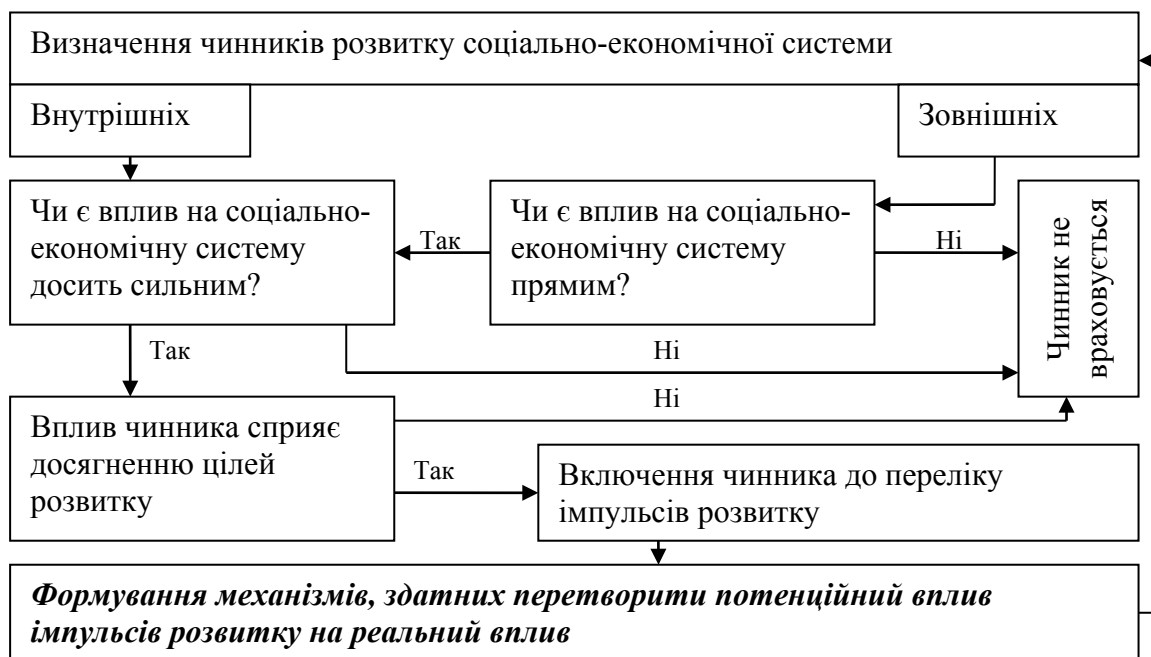 Визначення чинників розвитку соціально-економічної системи
Внутрішніх
Зовнішніх
Чи є вплив на соціально-
економічну систему
досить сильним?
Так
Чи є вплив на соціально-
економічну систему
прямим?
Ні
Чинник не
враховується
Так
Ні
Ні
Вплив чинника сприяє
досягненню цілей
розвитку
Так
Включення чинника до переліку
імпульсів розвитку
Формування механізмів, здатних перетворити потенційний вплив
імпульсів розвитку на реальний вплив